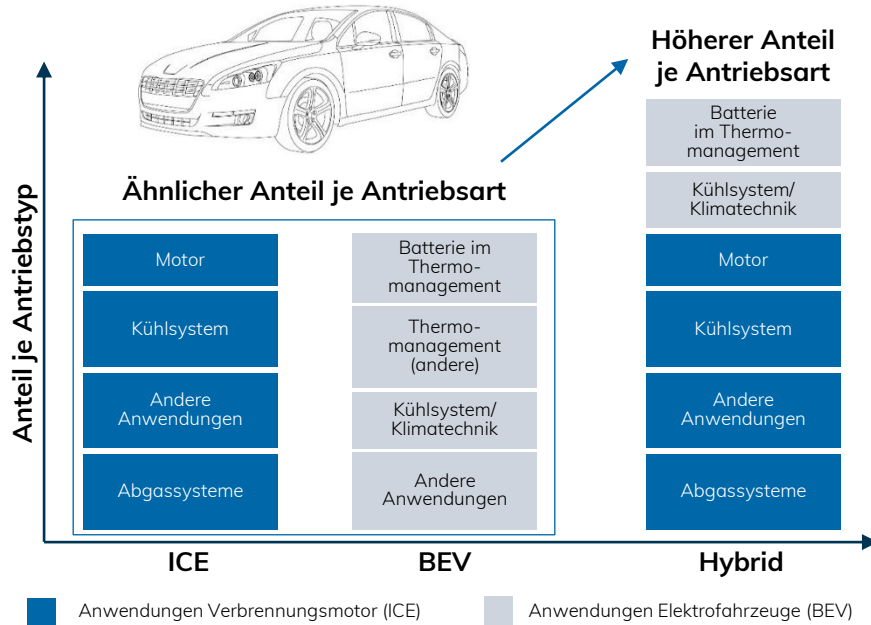 Höherer Anteil
je Antriebsart
Ähnlicher Anteil je Antriebsart
Anteil je Antriebstyp
Motor
Kühlsystem
Andere
Anwendungen
Abgassysteme
Batterie im
Thermo-
management
Thermo-
management
(andere)
Kühlsystem/
Klimatechnik
Andere
Anwendungen
Batterie
im Thermo-
management
Kühlsystem/
Klimatechnik
Motor
Kühlsystem
Andere
Anwendungen
Abgassysteme
ICE
BEV
Hybrid
Anwendungen Verbrennungsmotor (ICE)
Anwendungen Elektrofahrzeuge (BEV)